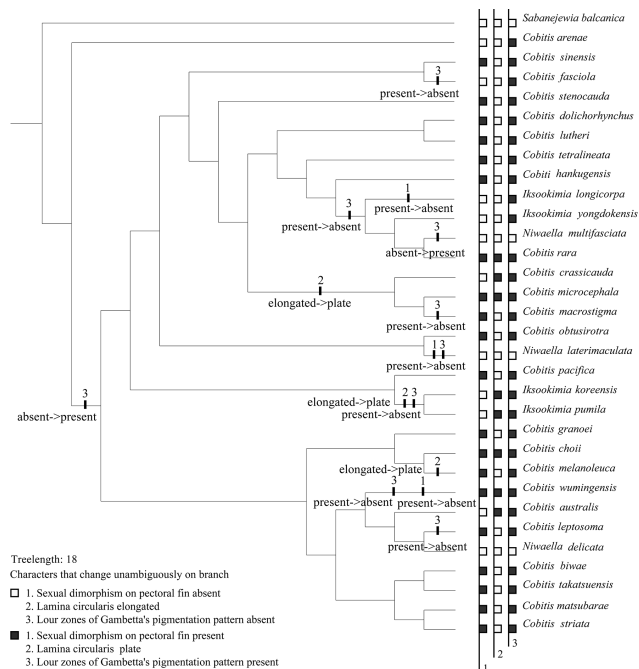 Sabanejewia balcanica
Cobitis arenae
Cobitis sinensis
3
Cobitis fasciola
present->absent
Cobitis stenocauda
Cobitis dolichorhynchus
Cobitis lutheri
Cobitis tetralineata
Cobiti hankugensis
1
Iksookimia longicorpa
3
present->absent
Iksookimia yongdokensis
present->absent
3
Niwaella multifasciata
absent->present
Cobitis rara
2
Cobitis crassicauda
elongated->plate
Cobitis microcephala
3
Cobitis macrostigma
present->absent
Cobitis obtusirotra
1 3
Niwaella laterimaculata
present->absent
Cobitis pacifica
3
elongated->plate
2 3
Iksookimia koreensis
absent->present
present->absent
Iksookimia pumila
Cobitis granoei
Cobitis choii
2
elongated->plate
Cobitis melanoleuca
3
1
Cobitis wumingensis
present->absent
present->absent
Cobitis australis
3
Cobitis leptosoma
present->absent
Niwaella delicata
Treelength: 18
Cobitis biwae
Characters that change unambiguously on branch
Cobitis takatsuensis
1. Sexual dimorphism on pectoral fin absent
2. Lamina circularis elongated
Cobitis matsubarae
3. Lour zones of Gambetta's pigmentation pattern absent
Cobitis striata
1. Sexual dimorphism on pectoral fin present
2. Lamina circularis plate
3. Lour zones of Gambetta's pigmentation pattern present
3
2
1